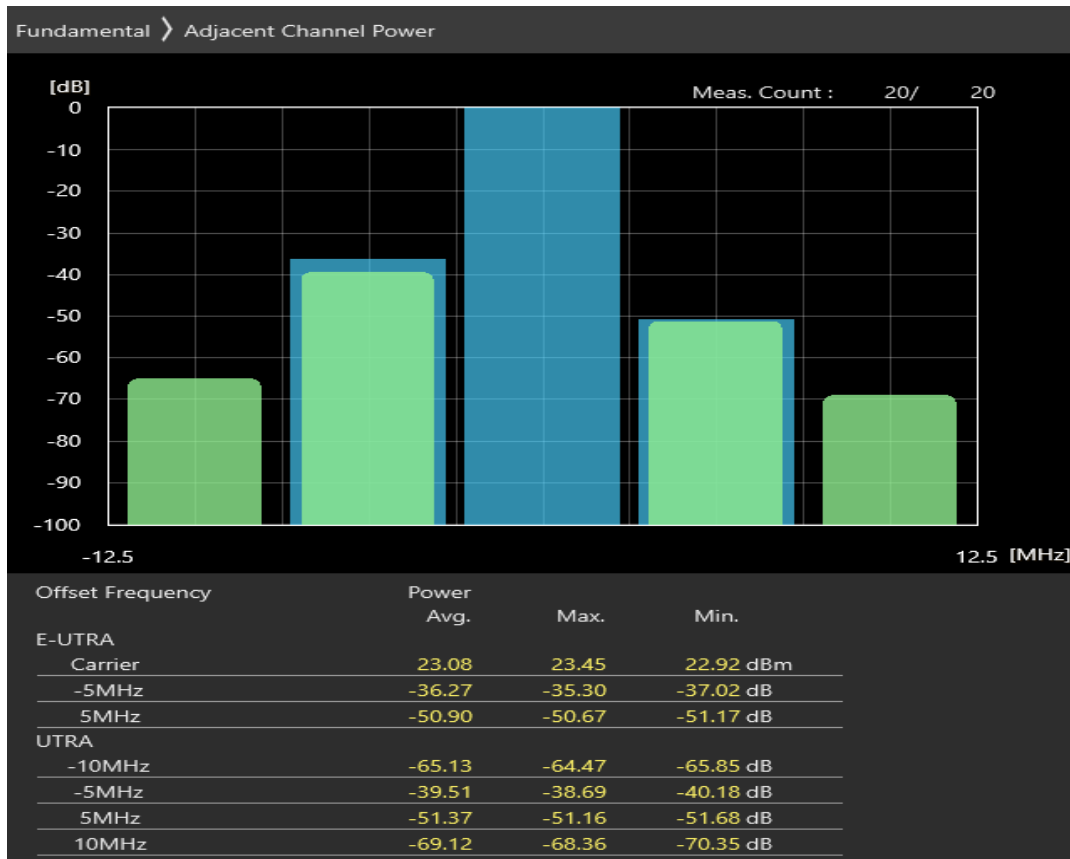 Fundamental ❯ Adjacent Channel Power
[dB]
Meas. Count : 20/ 20
0
-10
-20
-30
-40
-50
-60
-70
-80
-90
-100
-12.5 12.5 [MHz]
Offset Frequency Power
Avg. Max. Min.
E-UTRA
Carrier 23.08 23.45 22.92 dBm
-5MHz -36.27 -35.30 -37.02 dB
5MHz -50.90 -50.67 -51.17 dB
UTRA
-10MHz -65.13 -64.47 -65.85 dB
-5MHz -39.51 -38.69 -40.18 dB
5MHz -51.37 -51.16 -51.68 dB
10MHz -69.12 -68.36 -70.35 dB